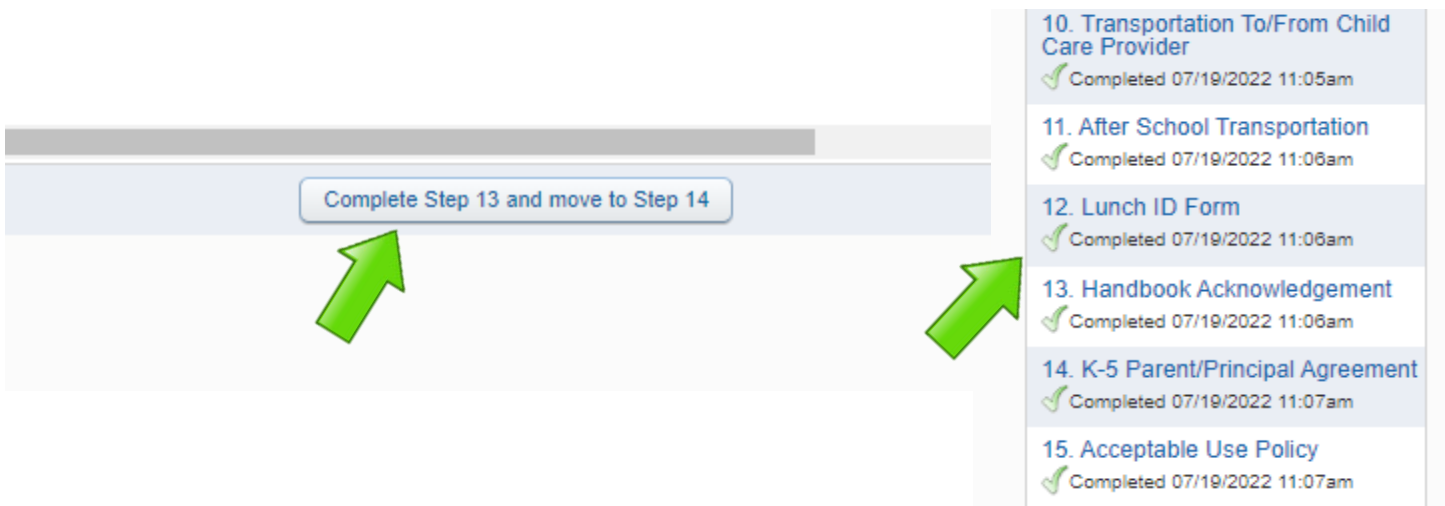 Complete Step 13 and move to Step 14
10. Transportation To/From Child
Care Provider
Completed 07/19/2022 11:05am
11. After School Transportation
Completed 07/19/2022 11:06am
12. Lunch ID Form
Completed 07/19/2022 11:06am
13. Handbook Acknowledgement
Completed 07/19/2022 11:06am
14. K-5 Parent/Principal Agreement
Completed 07/19/2022 11:07am
15. Acceptable Use Policy
Completed 07/19/2022 11:07am